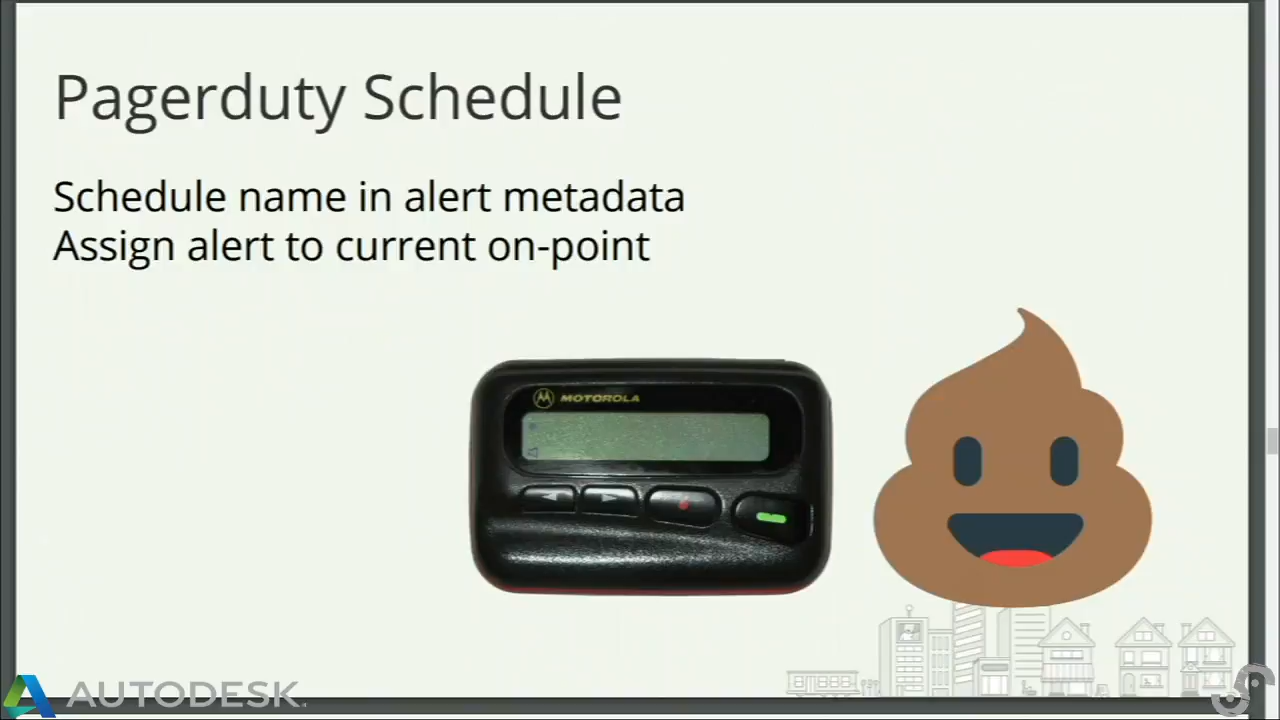 Pagerduty Schedule
Schedule name in alert metadata
Assign alert to current on-point
MOTOROLA
AUTODESK.